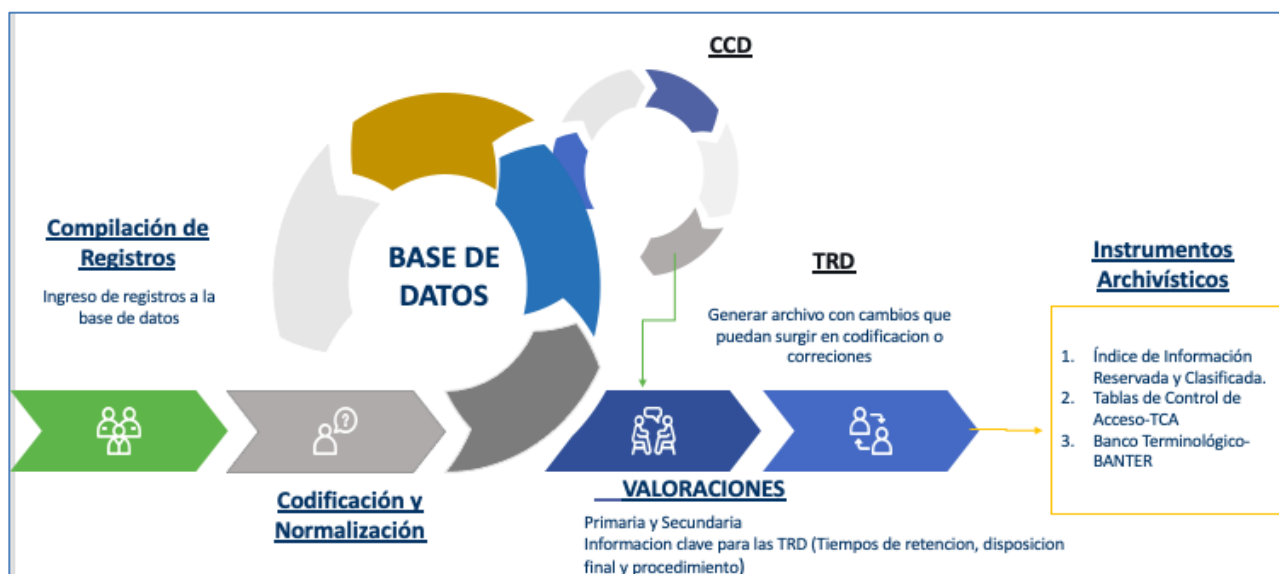 CCD
Compilación de
Registros
Ingreso de registros a la
base de datos
BASE DE
DATOS
TRD
Generar archivo con cambios que
puedan surgir en codificacion o
correciones
Instrumentos
Archivísticos
1. Índice de Información
Reservada y Clasificada.
2. Tablas de Control de
Acceso-TCA
3. Banco Terminológico-
BANTER
?
Codificación y
Normalización
VALORACIONES
Primaria y Secundaria
Informacion clave para las TRD (Tiempos de retencion, disposicion
final y procedimiento)